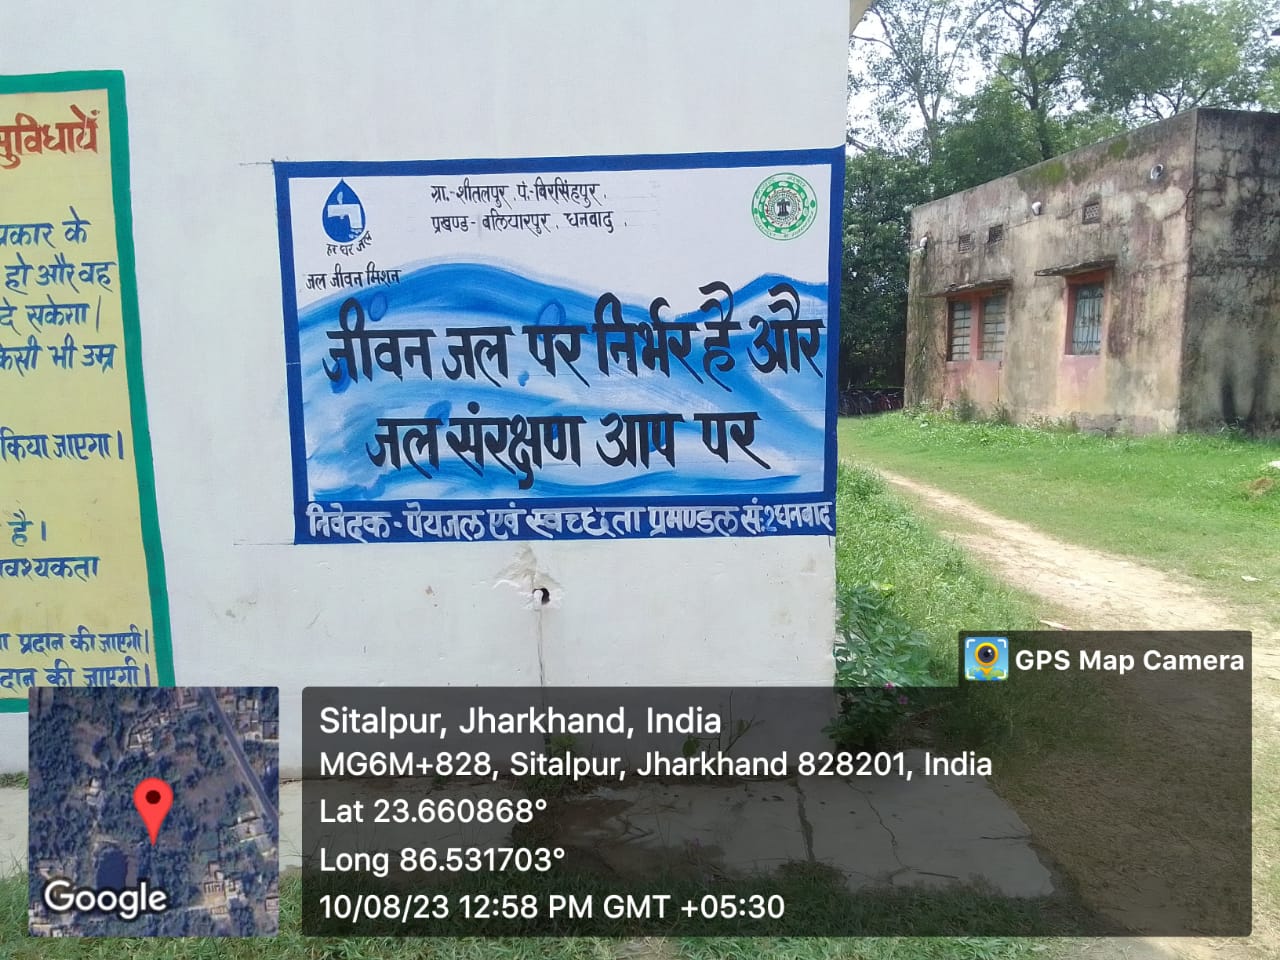 सुविधायें
प्रकार के
हो और वह
दे सकेगा।
किसी भी उम्र
किया जाएगा।
है।
प्रदान की जाएगी।
की जाएगी।
हर घर जल
जल जीवन मिशन
ग्रा.-शीतलपुर, पं.-बिरसिंहपुर,
प्रखण्ड-बलियापुर, धनबाद,
जीवन जल पर निर्भर है और
जल संरक्षण आप पर
निवेदक-पेयजल एवं स्वच्छता प्रमण्डल सं.2 धनबाद
GPS Map Camera
Sitalpur, Jharkhand, India
MG6M+828, Sitalpur, Jharkhand 828201, India
Lat 23.660868°
Long 86.531703°
10/08/23 12:58 PM GMT +05:30
Google